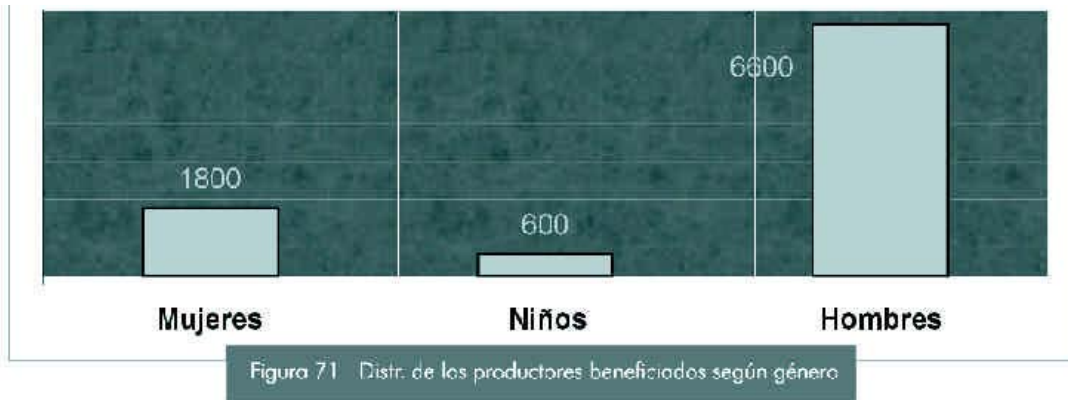 6600
1800
600
Mujeres Niños Hombres
Figura 71 Distr. de los productores beneficiados según género